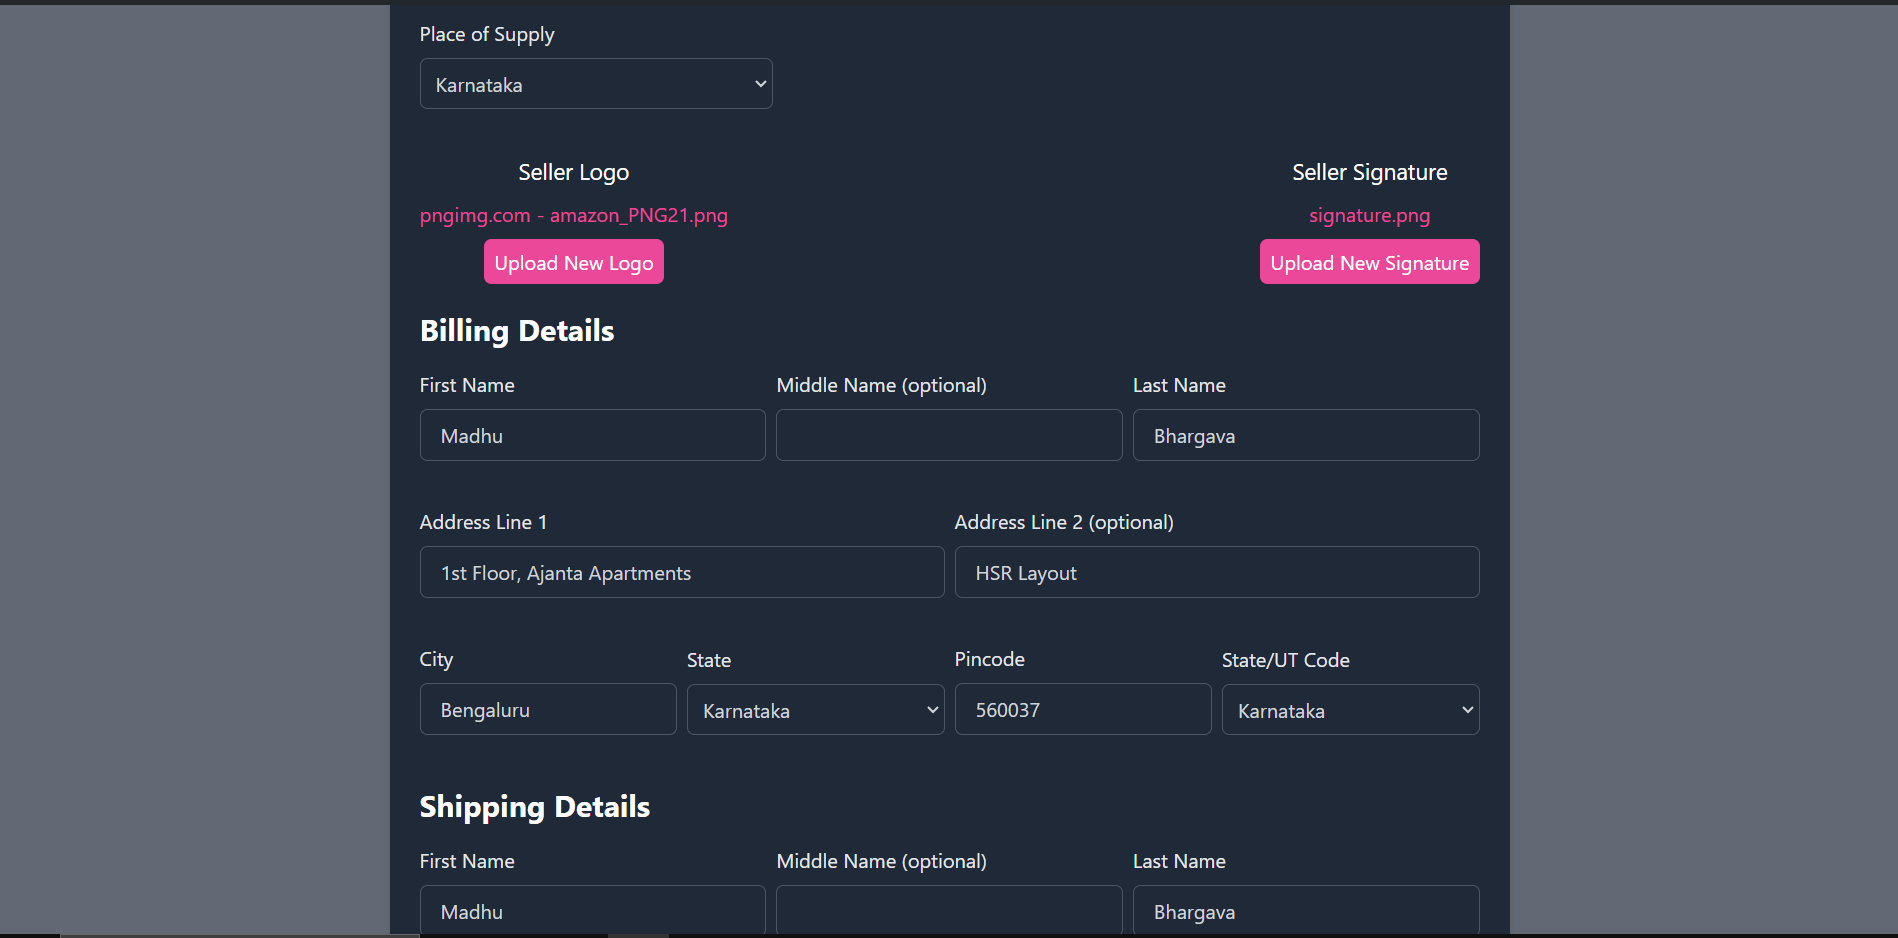 Place of Supply
Karnataka
Seller Logo
Seller Signature
pngimg.com - amazon_PNG21.png
signature.png
Upload New Logo
Upload New Signature
Billing Details
First Name
Middle Name (optional)
Last Name
Madhu
Bhargava
Address Line 1
Address Line 2 (optional)
1st Floor, Ajanta Apartments
HSR Layout
City
State
Pincode
State/UT Code
Bengaluru
Karnataka
560037
Karnataka
Shipping Details
First Name
Middle Name (optional)
Last Name
Madhu
Bhargava